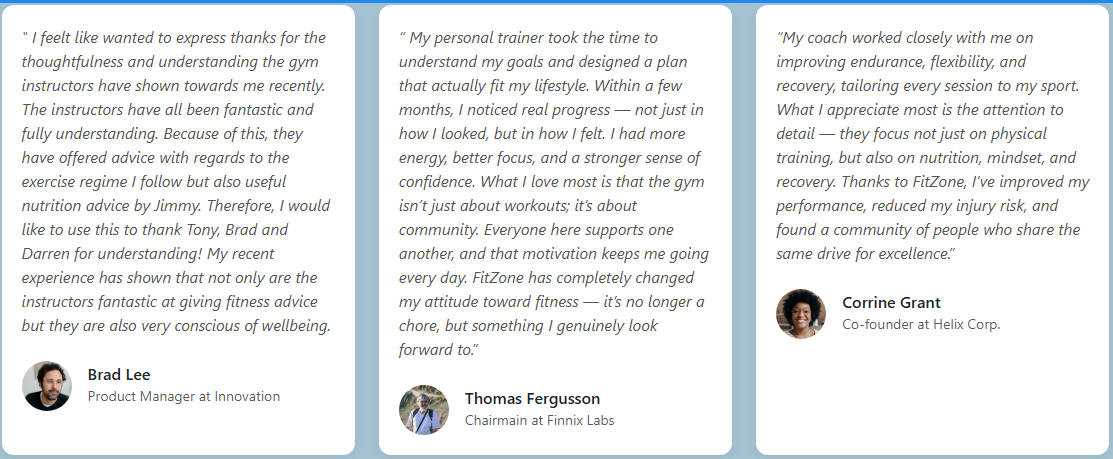 " I feelt like wanted to express thanks for the
thoughtfulness and understanding the gym
instructors have shown towards me recently.
The instructors have all been fantastic and
fully understanding. Because of this, they
have offered advice with regards to the
exercise regime I follow but also useful
nutrition advice by Jimmy. Therefore, I would
like to use this to thank Tony, Brad and
Darren for understanding! My recent
experience has shown that not only are the
instructors fantastic at giving fitness advice
but they are also very conscious of wellbeing.
Brad Lee
Product Manager at Innovation
“ My personal trainer took the time to
understand my goals and designed a plan
that actually fit my lifestyle. Within a few
months, I noticed real progress — not just in
how I looked, but in how I felt. I had more
energy, better focus, and a stronger sense of
confidence. What I love most is that the gym
isn’t just about workouts; it’s about
community. Everyone here supports one
another, and that motivation keeps me going
every day. FitZone has completely changed
my attitude toward fitness — it’s no longer a
chore, but something I genuinely look
forward to.”
Thomas Fergusson
Chairmain at Finnix Labs
“My coach worked closely with me on
improving endurance, flexibility, and
recovery, tailoring every session to my sport.
What I appreciate most is the attention to
detail — they focus not just on physical
training, but also on nutrition, mindset, and
recovery. Thanks to FitZone, I’ve improved my
performance, reduced my injury risk, and
found a community of people who share the
same drive for excellence.”
Corrine Grant
Co-founder at Helix Corp.